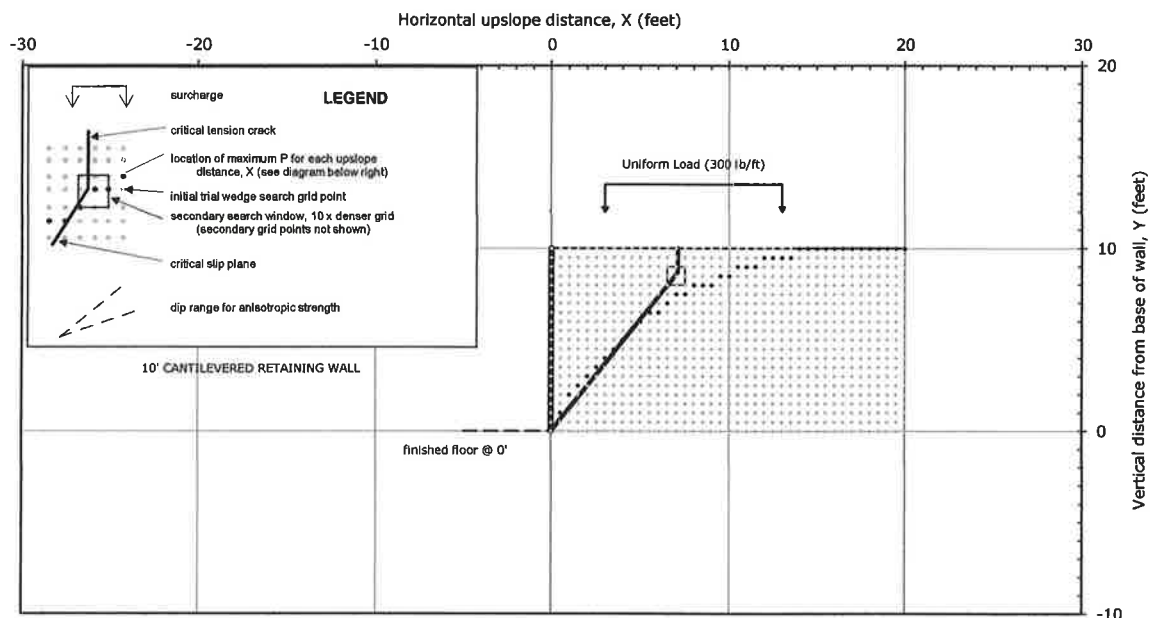 Horizontal upslope distance, X (feet)
-30 -20 -10 0 10 20 30
20
surcharge
LEGEND
critical tension crack
location of maximum P for each upslope
distance, X (see diagram below right)
initial trial wedge search grid point
secondary search window, 10 x denser grid
(secondary grid points not shown)
critical slip plane
dip range for anisotropic strength
Uniform Load (300 lb/ft)
10
10' CANTILEVERED RETAINING WALL
0
finished floor @ 0'
-10
Vertical distance from base of wall, Y (feet)